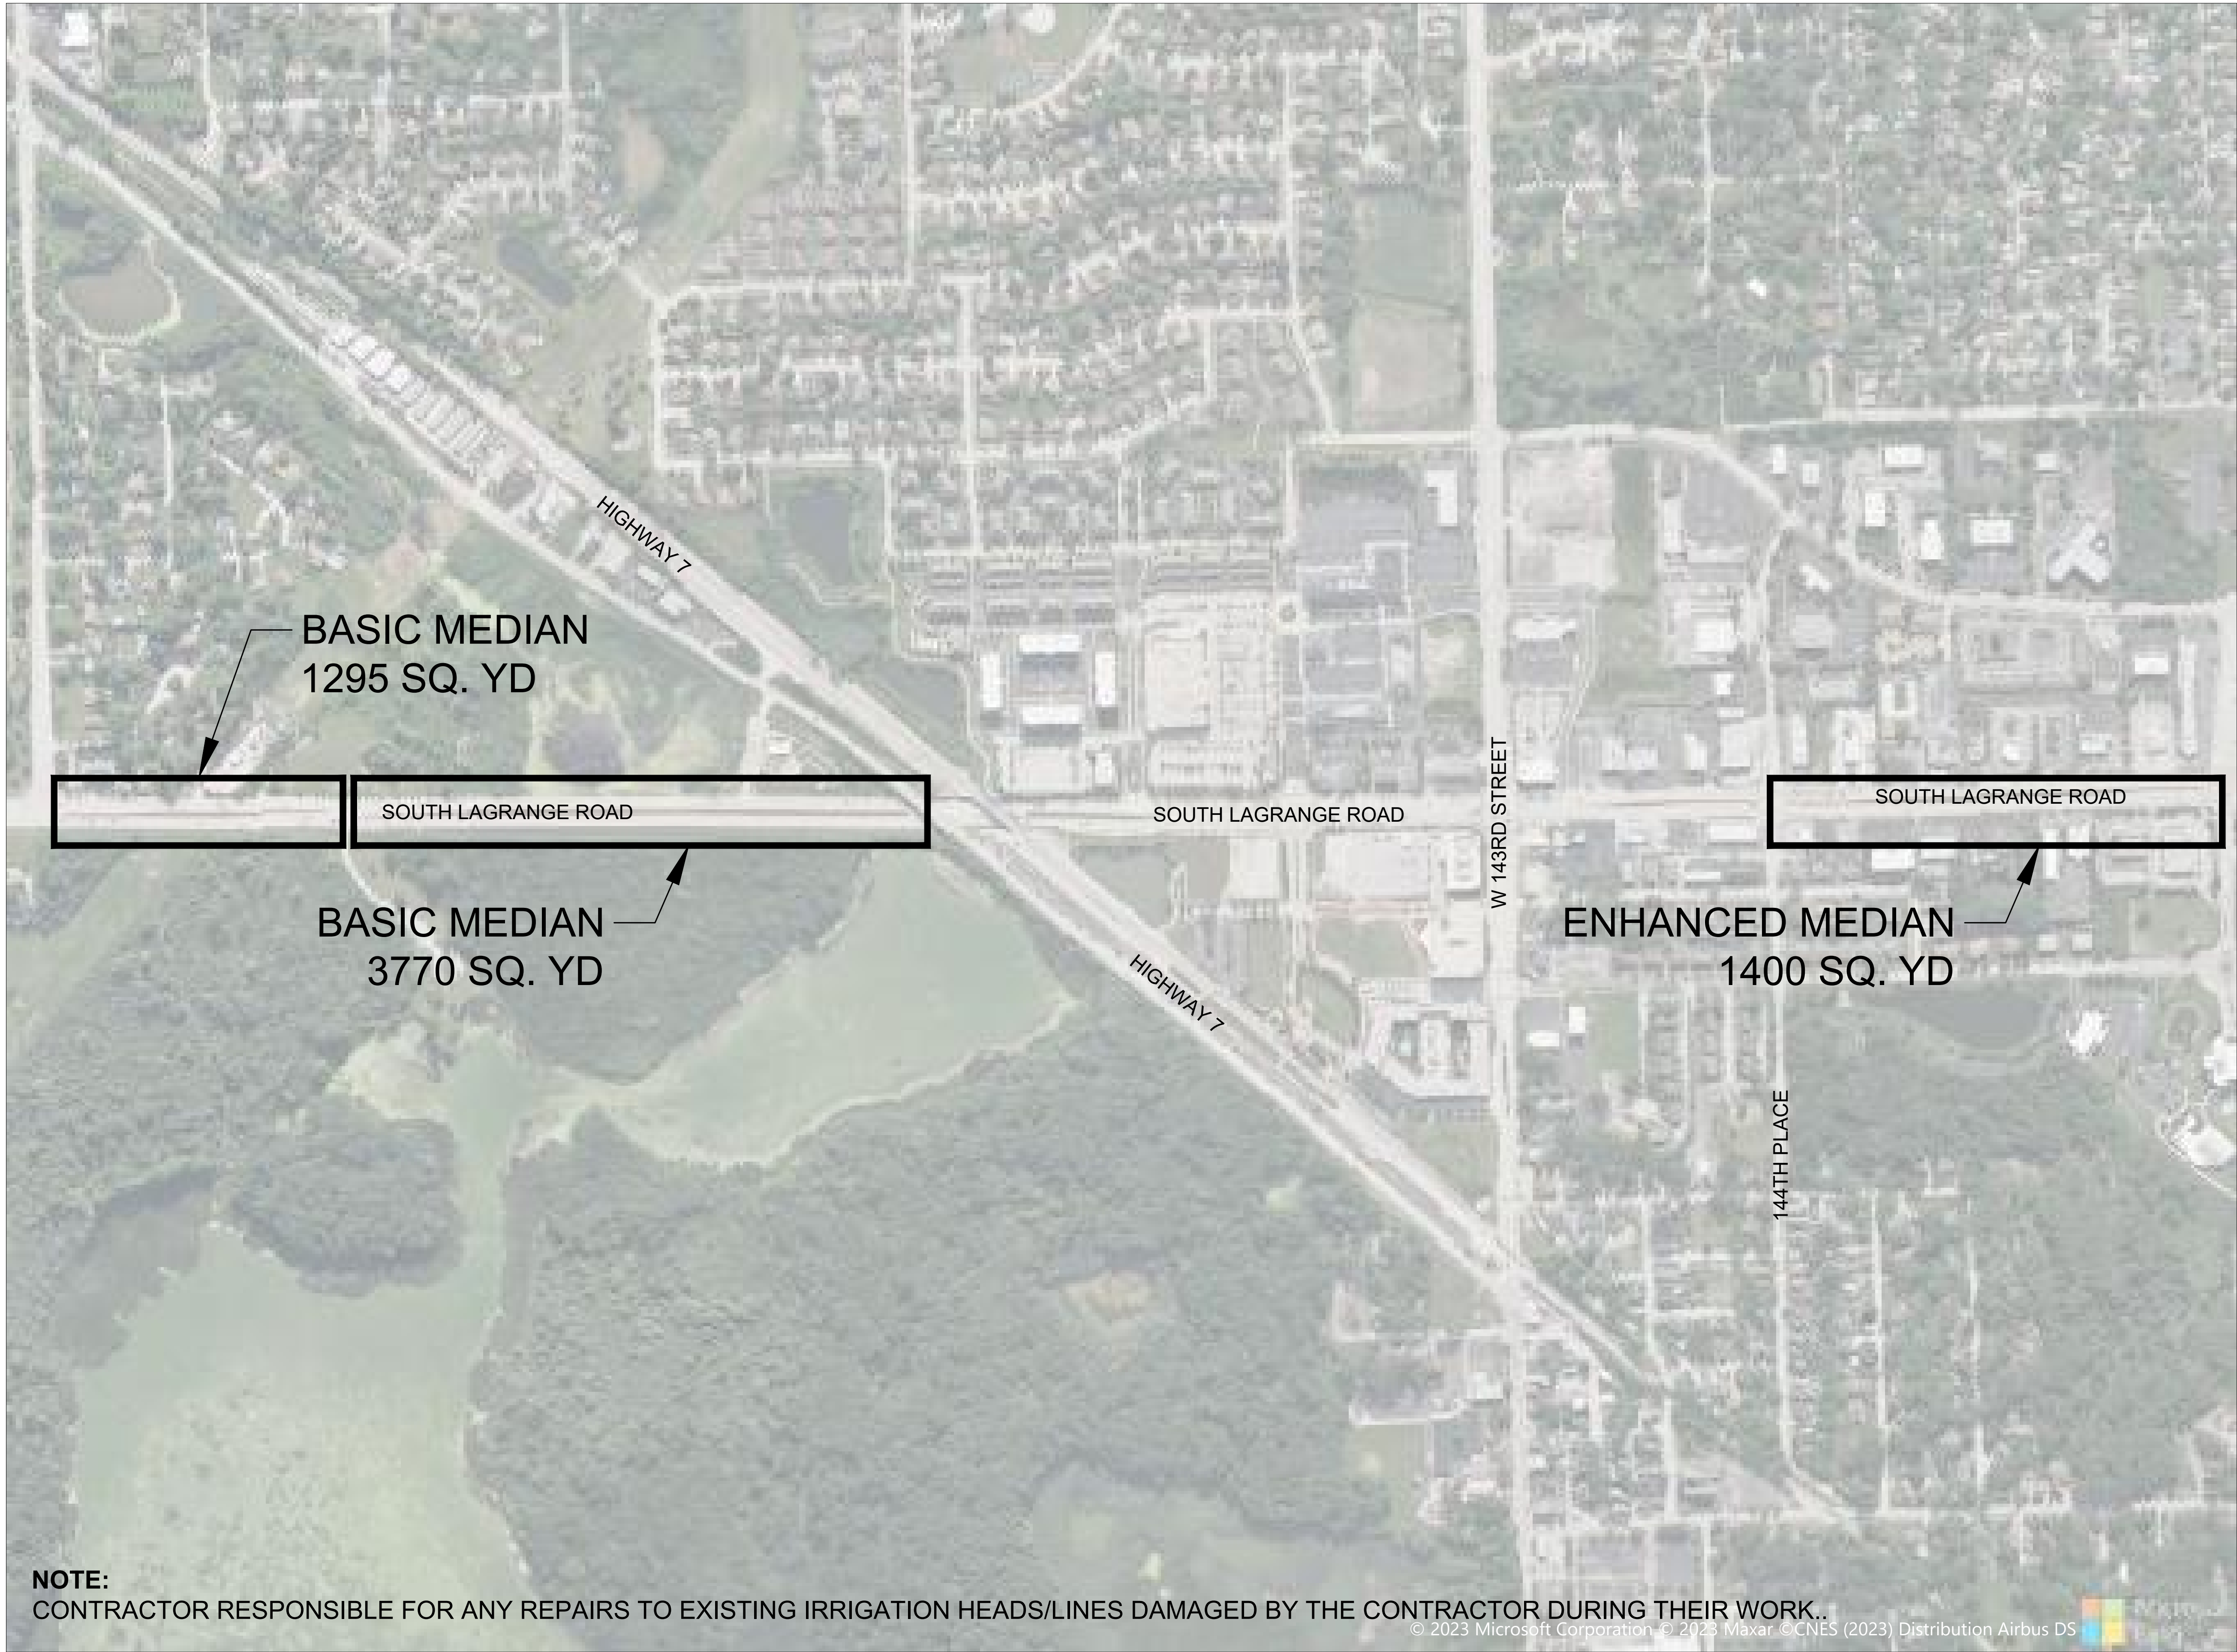 HIGHWAY 7
BASIC MEDIAN
1295 SQ. YD
SOUTH LAGRANGE ROAD
SOUTH LAGRANGE ROAD
W 143RD STREET
SOUTH LAGRANGE ROAD
BASIC MEDIAN
3770 SQ. YD
HIGHWAY 7
ENHANCED MEDIAN
1400 SQ. YD
144TH PLACE
NOTE:
CONTRACTOR RESPONSIBLE FOR ANY REPAIRS TO EXISTING IRRIGATION HEADS/LINES DAMAGED BY THE CONTRACTOR DURING THEIR WORK..
© 2023 Microsoft Corporation © 2023 Maxar ©CNES (2023) Distribution Airbus DS